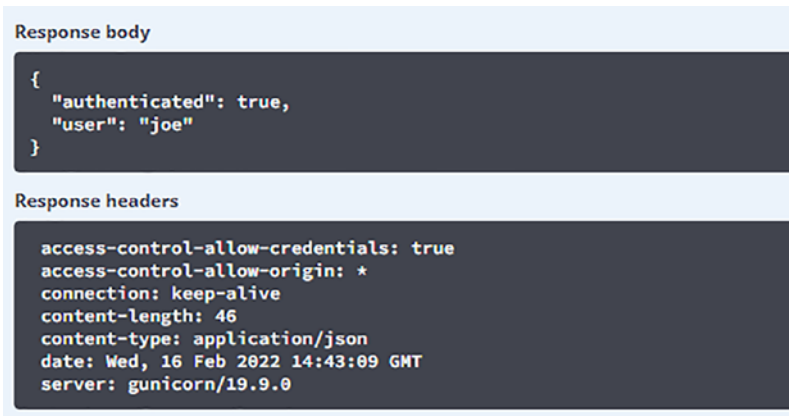 Response body
{
  "authenticated": true,
  "user": "joe"
}
Response headers
access-control-allow-credentials: true
access-control-allow-origin: *
connection: keep-alive
content-length: 46
content-type: application/json
date: Wed, 16 Feb 2022 14:43:09 GMT
server: gunicorn/19.9.0